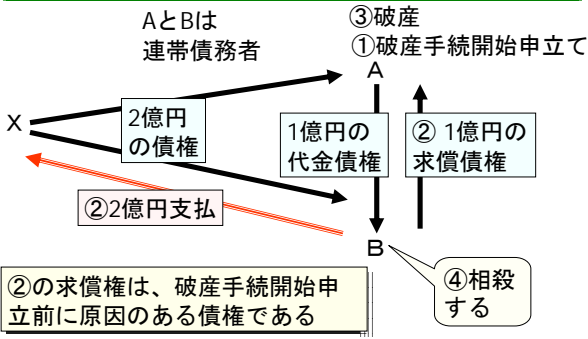 AとBは
連帯債務者
③破産
①破産手続開始申立て
A
X
2億円
の債権
1億円の
代金債権
② 1億円の
求償債権
②2億円支払
B
②の求償権は、破産手続開始申
立前に原因のある債権である
④相殺
する